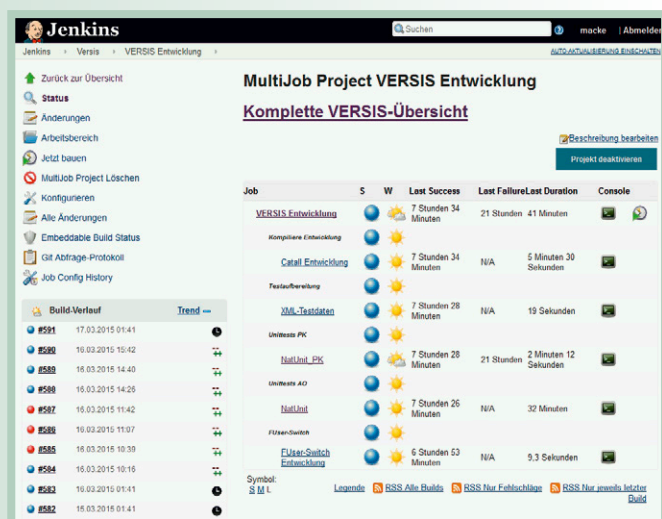 Jenkins
Suchen
macke | Abmelden
Jenkins › Versis › VERSIS Entwicklung ›
AUTO-AKTUALISIERUNG EINSCHALTEN
Zurück zur Übersicht
Status
Änderungen
Arbeitsbereich
Jetzt bauen
MultiJob Project Löschen
Konfigurieren
Alle Änderungen
Embeddable Build Status
Git Abfrage-Protokoll
Job Config History
Build-Verlauf Trend
#591 17.03.2015 01:41
#590 16.03.2015 15:42
#589 16.03.2015 14:40
#588 16.03.2015 14:26
#587 16.03.2015 11:42
#586 16.03.2015 11:07
#585 16.03.2015 10:39
#584 16.03.2015 10:16
#583 16.03.2015 01:41
#582 16.03.2015 01:41
MultiJob Project VERSIS Entwicklung
Komplette VERSIS-Übersicht
Beschreibung bearbeiten
Projekt deaktivieren
Job S W Last Success Last Failure Last Duration Console
VERSIS Entwicklung 7 Stunden 34 Minuten 21 Stunden 41 Minuten
Kompiliere Entwicklung
Catall Entwicklung 7 Stunden 34 Minuten N/A 5 Minuten 30 Sekunden
Testaufbereitung
XML-Testdaten 7 Stunden 28 Minuten N/A 19 Sekunden
Unittests PK
NatUnit_PK 7 Stunden 28 Minuten 21 Stunden 2 Minuten 12 Sekunden
Unittests AO
NatUnit 7 Stunden 26 Minuten N/A 32 Minuten
FUser-Switch
FUser-Switch Entwicklung 6 Stunden 53 Minuten N/A 9,3 Sekunden
Symbol:
S M L
Legende RSS Alle Builds RSS Nur Fehlschläge RSS Nur jeweils letzter Build